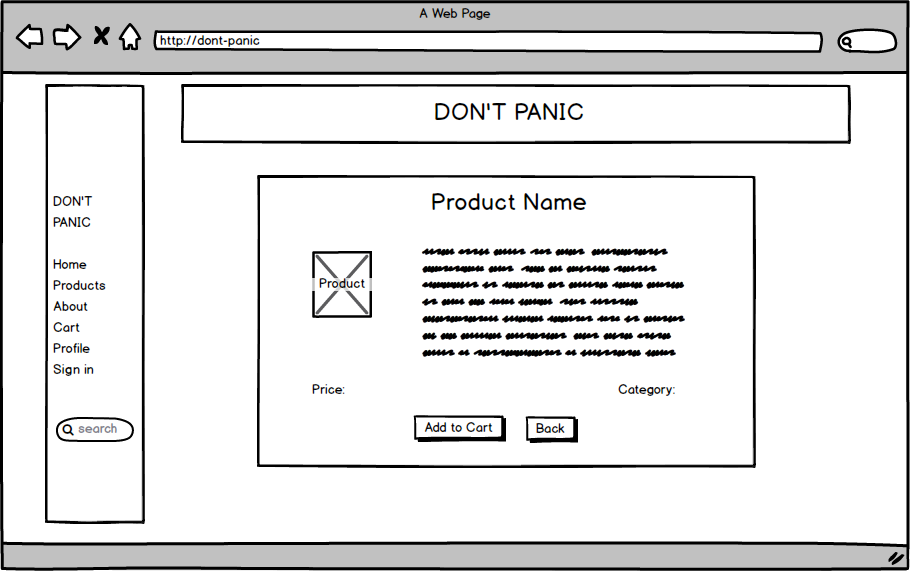 A Web Page
http://dont-panic
DON'T PANIC
DON'T
PANIC
Home
Products
About
Cart
Profile
Sign in
search
Product Name
Product
Price:
Category:
Add to Cart
Back